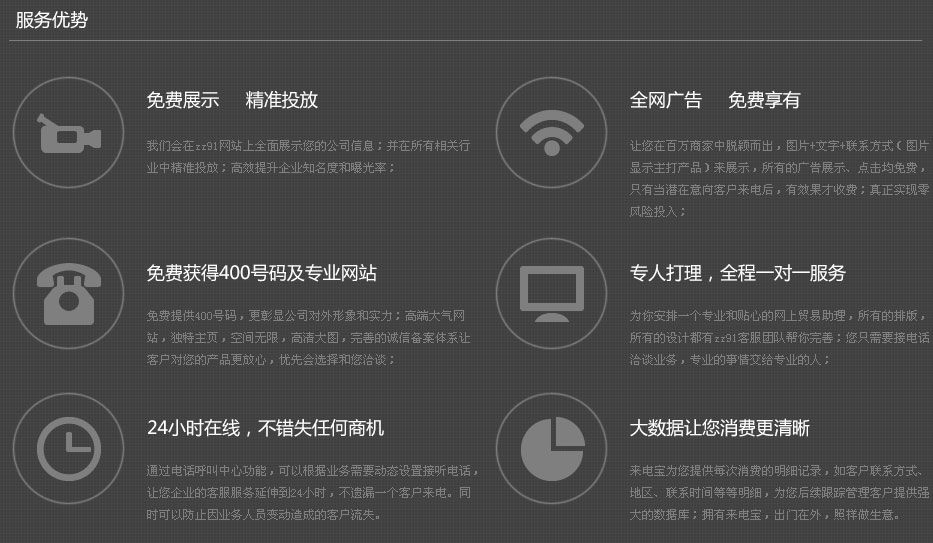 服务优势
免费展示 精准投放
我们会在zz91网站上全面展示您的公司信息；并在所有相关行
业中精准投放；高效提升企业知名度和曝光率；
全网广告 免费享有
让您在百万商家中脱颖而出，图片+文字+联系方式（图片
显示主打产品）来展示，所有的广告展示、点击均免费，
只有当潜在意向客户来电后，有效果才收费；真正实现零
风险投入；
免费获得400号码及专业网站
免费提供400号码，更彰显公司对外形象和实力；高端大气网
站，独特主页，空间无限，高清大图，完善的诚信备案体系让
客户对您的产品更放心，优先会选择和您洽谈；
专人打理，全程一对一服务
为你安排一个专业和贴心的网上贸易助理，所有的排版，
所有的设计都有zz91客服团队帮你完善；您只需要接电话
洽谈业务，专业的事情交给专业的人；
24小时在线，不错失任何商机
通过电话呼叫中心功能，可以根据业务需要动态设置接听电话，
让您企业的客服服务延伸到24小时，不遗漏一个客户来电。同
时可以防止因业务人员变动造成的客户流失。
大数据让您消费更清晰
来电宝为您提供每次消费的明细记录，如客户联系方式、
地区、联系时间等等明细，为您后续跟踪管理客户提供强
大的数据库；拥有来电宝，出门在外，照样做生意。